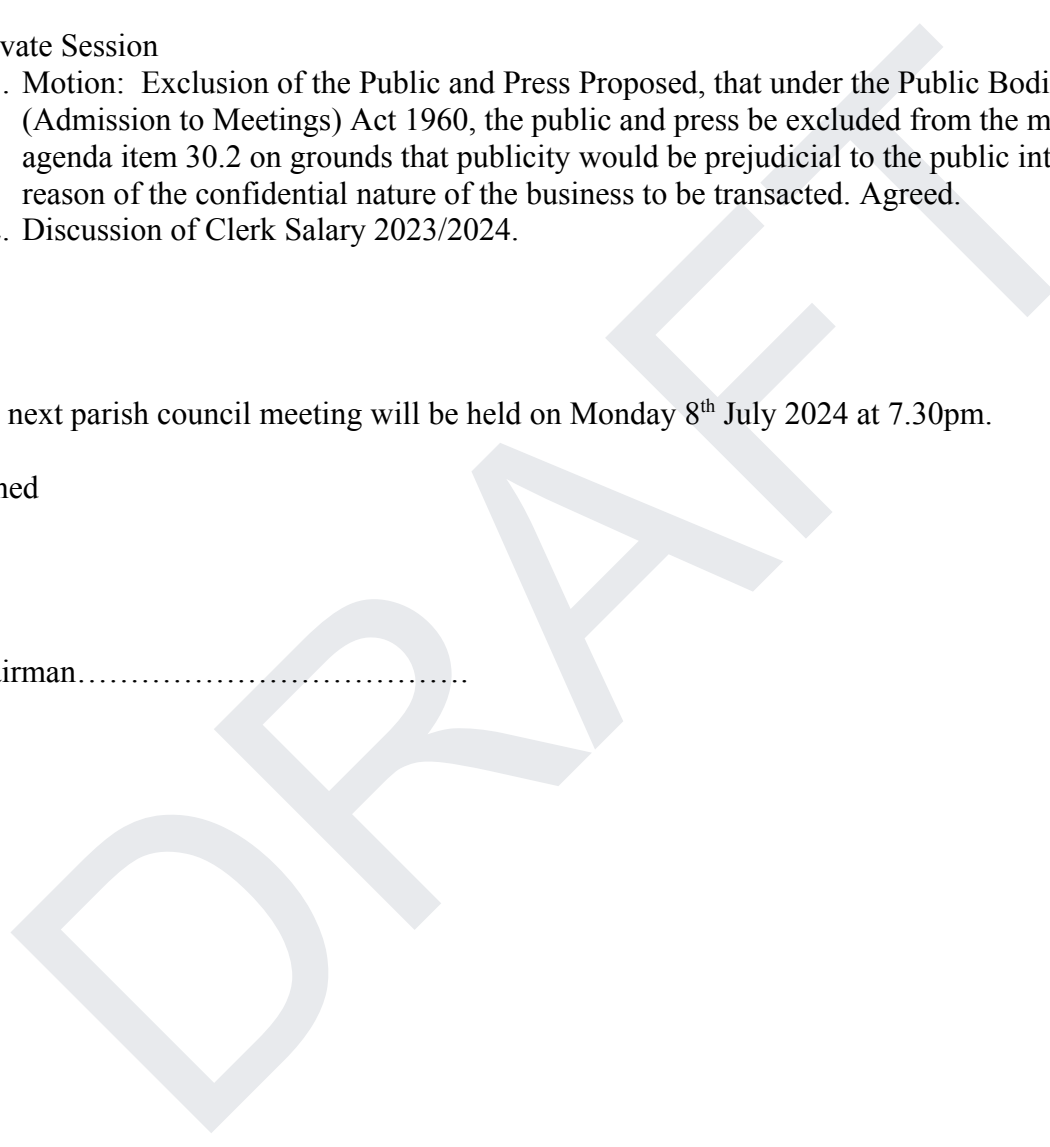 vate Session
. Motion: Exclusion of the Public and Press Proposed, that under the Public Bodi
(Admission to Meetings) Act 1960, the public and press be excluded from the m
agenda item 30.2 on grounds that publicity would be prejudicial to the public int
reason of the confidential nature of the business to be transacted. Agreed.
. Discussion of Clerk Salary 2023/2024.
next parish council meeting will be held on Monday 8th July 2024 at 7.30pm.
ned
irman……………………………….
DRAFT